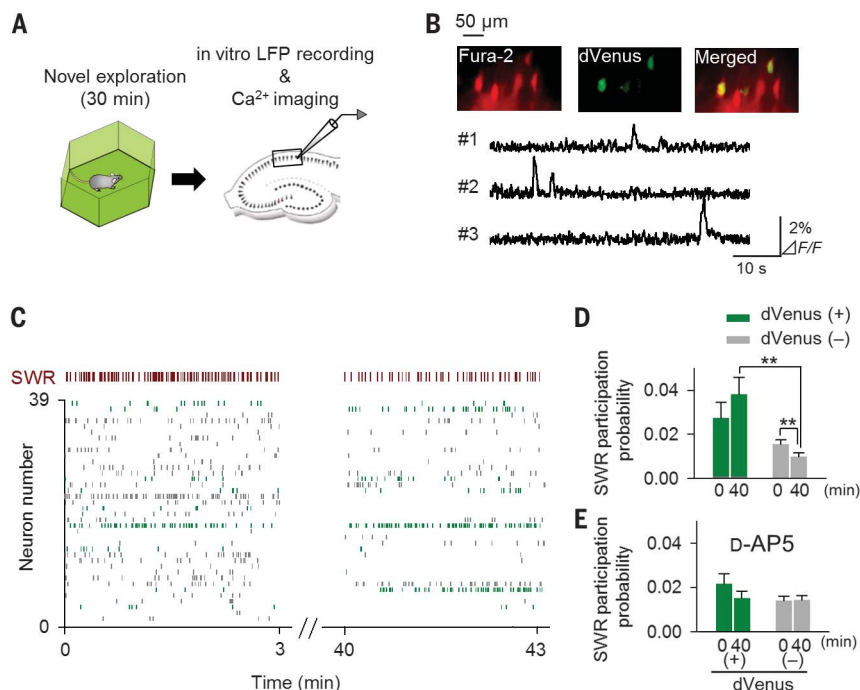 A
Novel exploration
(30 min)
in vitro LFP recording
&
Ca²⁺ imaging
B
50 µm
Fura-2
dVenus
Merged
#1
#2
#3
2%
⊿F/F
10 s
C
SWR
39
Neuron number
0
0
3
40
43
Time (min)
D
dVenus (+)
dVenus (–)
SWR participation
probability
0.04
0.02
0.00
**
**
0 40
0 40
(min)
E
D-AP5
SWR participation
probability
0.04
0.02
0.00
0 40
0 40
(min)
(+)
(–)
dVenus